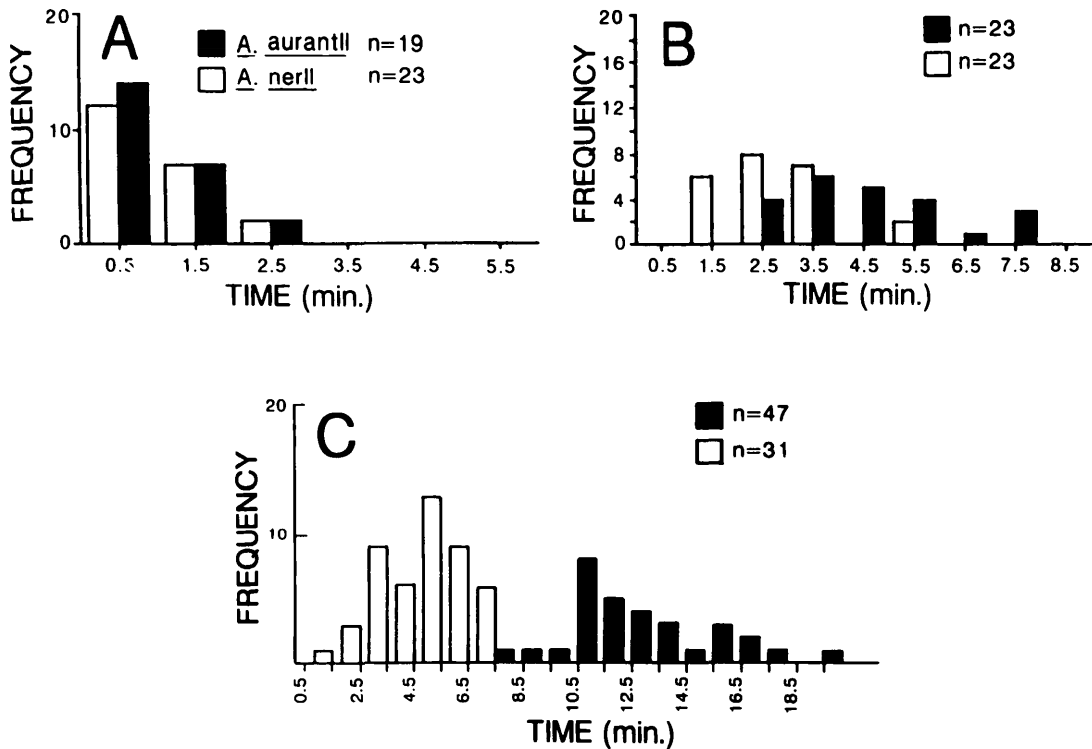 A
A. aurantII n=19
A. nerII n=23
FREQUENCY
20
10
0
0.5 1.5 2.5 3.5 4.5 5.5
TIME (min.)
B
n=23
n=23
FREQUENCY
20
16
12
8
4
0
0.5 1.5 2.5 3.5 4.5 5.5 6.5 7.5 8.5
TIME (min.)
C
n=47
n=31
FREQUENCY
20
10
0.5 2.5 4.5 6.5 8.5 10.5 12.5 14.5 16.5 18.5
TIME (min.)